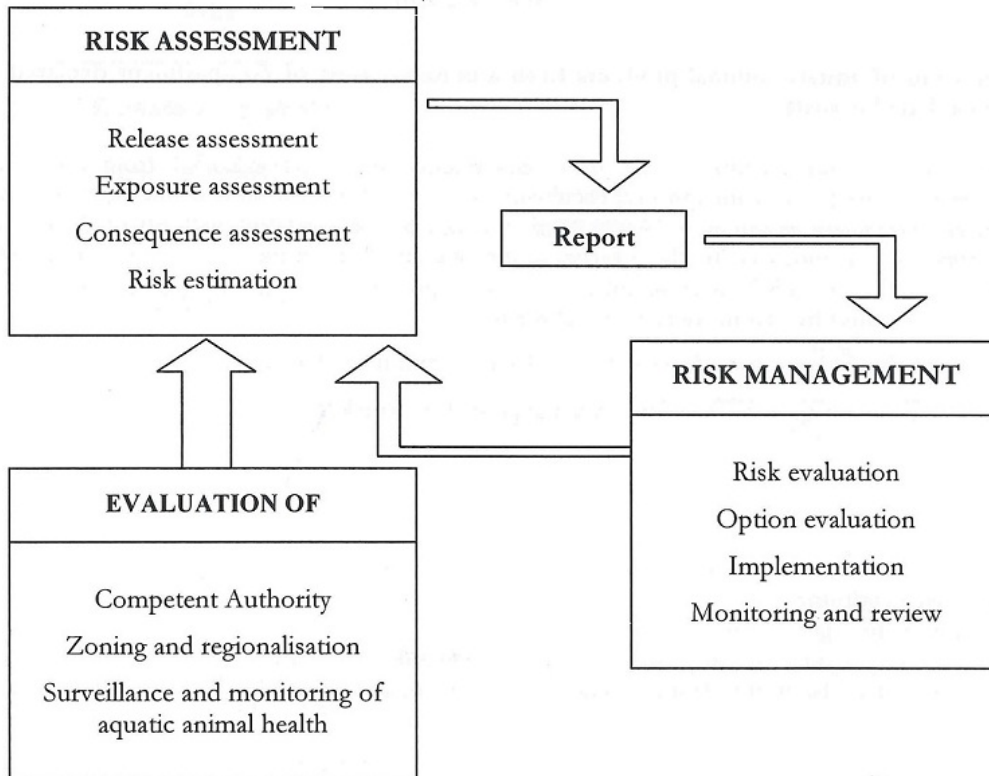 RISK ASSESSMENT
Release assessment
Exposure assessment
Consequence assessment
Risk estimation
Report
RISK MANAGEMENT
Risk evaluation
Option evaluation
Implementation
Monitoring and review
EVALUATION OF
Competent Authority
Zoning and regionalisation
Surveillance and monitoring of
aquatic animal health